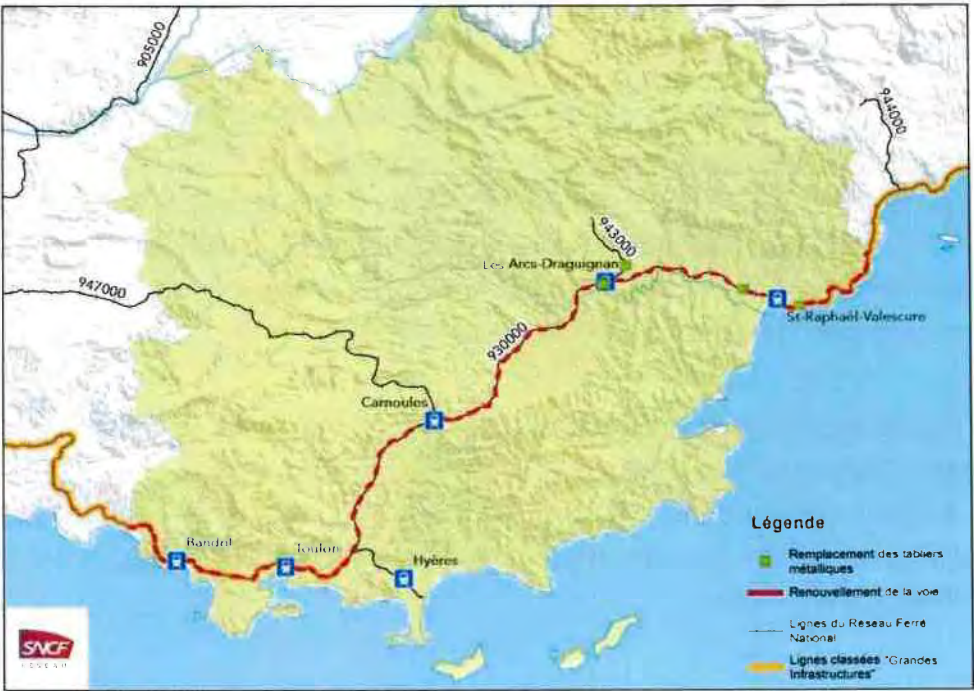 905000
944000
943000
Les Arcs-Draguignan
947000
St-Raphaël-Valescure
930000
Carnoules
Bandol
Toulon
Hyères
Légende
Remplacement des tabliers
métalliques
Renouvellement de la voie
Lignes du Réseau Ferré
National
Lignes classées "Grandes
Infrastructures"
SNCF
RÉSEAU